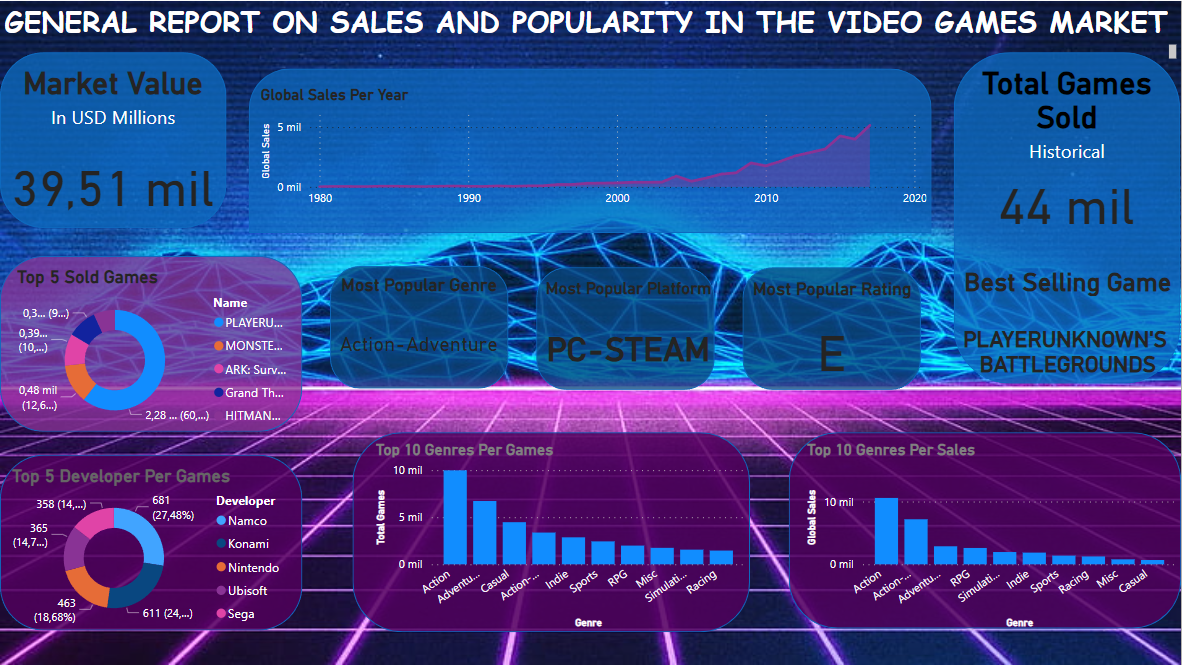 GENERAL REPORT ON SALES AND POPULARITY IN THE VIDEO GAMES MARKET
Market Value
In USD Millions
39,51 mil
Global Sales Per Year
Global Sales
5 mil
0 mil
1980
1990
2000
2010
2020
Total Games
Sold
Historical
44 mil
Best Selling Game
PLAYERUNKNOWN'S
BATTLEGROUNDS
Top 5 Sold Games
0,3... (9...)
0,39...
(10,...)
0,48 mil
(12,6...)
2,28 ... (60,...)
Name
PLAYERU...
MONSTE...
ARK: Surv...
Grand Th...
HITMAN...
Most Popular Genre
Action-Adventure
Most Popular Platform
PC-STEAM
Most Popular Rating
E
Top 5 Developer Per Games
358 (14,...)
365
(14,7...)
463
(18,68%)
681
(27,48%)
611 (24,...)
Developer
Namco
Konami
Nintendo
Ubisoft
Sega
Top 10 Genres Per Games
Total Games
10 mil
5 mil
0 mil
Action
Adventu...
Casual
Action-...
Indie
Sports
RPG
Misc
Simulati...
Racing
Genre
Top 10 Genres Per Sales
Global Sales
10 mil
0 mil
Action
Action-...
Adventu...
RPG
Simulati...
Indie
Sports
Racing
Misc
Casual
Genre